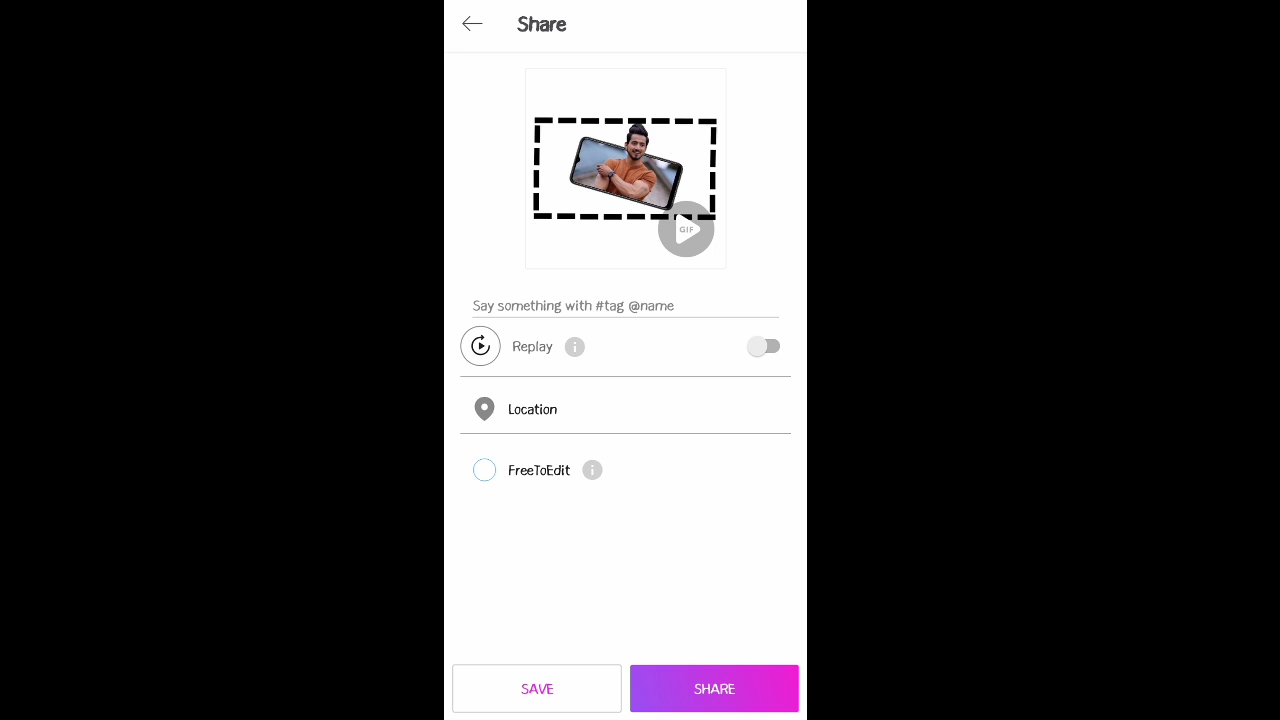 Share
GIF
Say something with #tag @name
Replay
Location
FreeToEdit
SAVE
SHARE